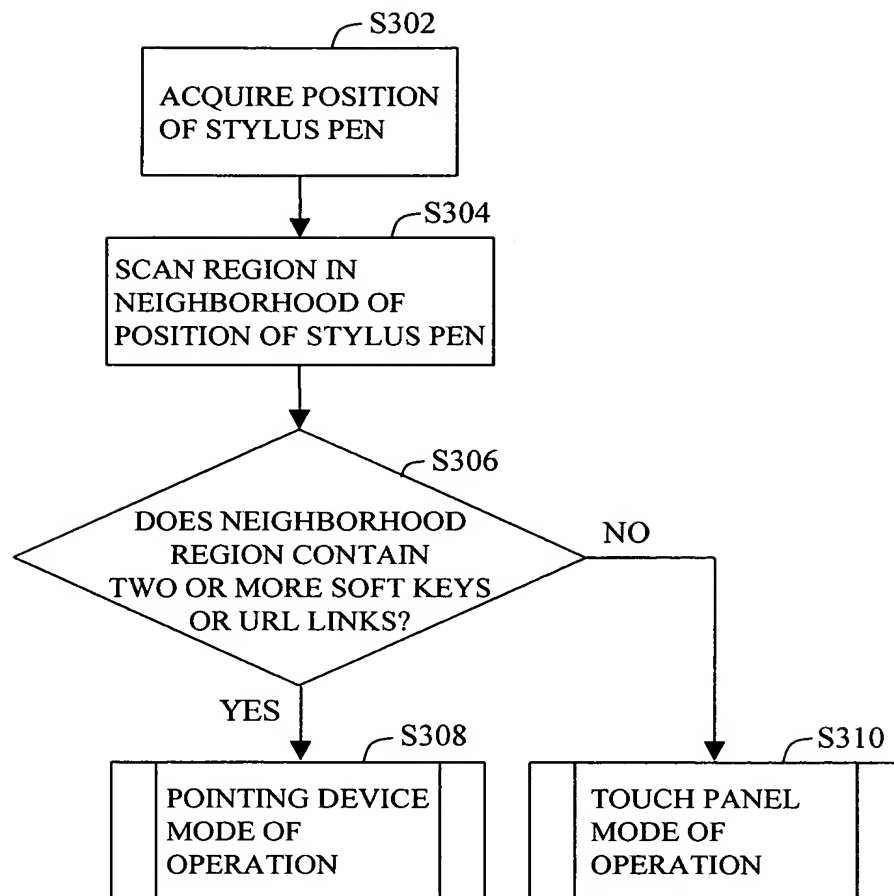 S302
ACQUIRE POSITION
OF STYLUS PEN
S304
SCAN REGION IN
NEIGHBORHOOD OF
POSITION OF STYLUS PEN
S306
DOES NEIGHBORHOOD
REGION CONTAIN
TWO OR MORE SOFT KEYS
OR URL LINKS?
NO
YES
S308
POINTING DEVICE
MODE OF
OPERATION
S310
TOUCH PANEL
MODE OF
OPERATION